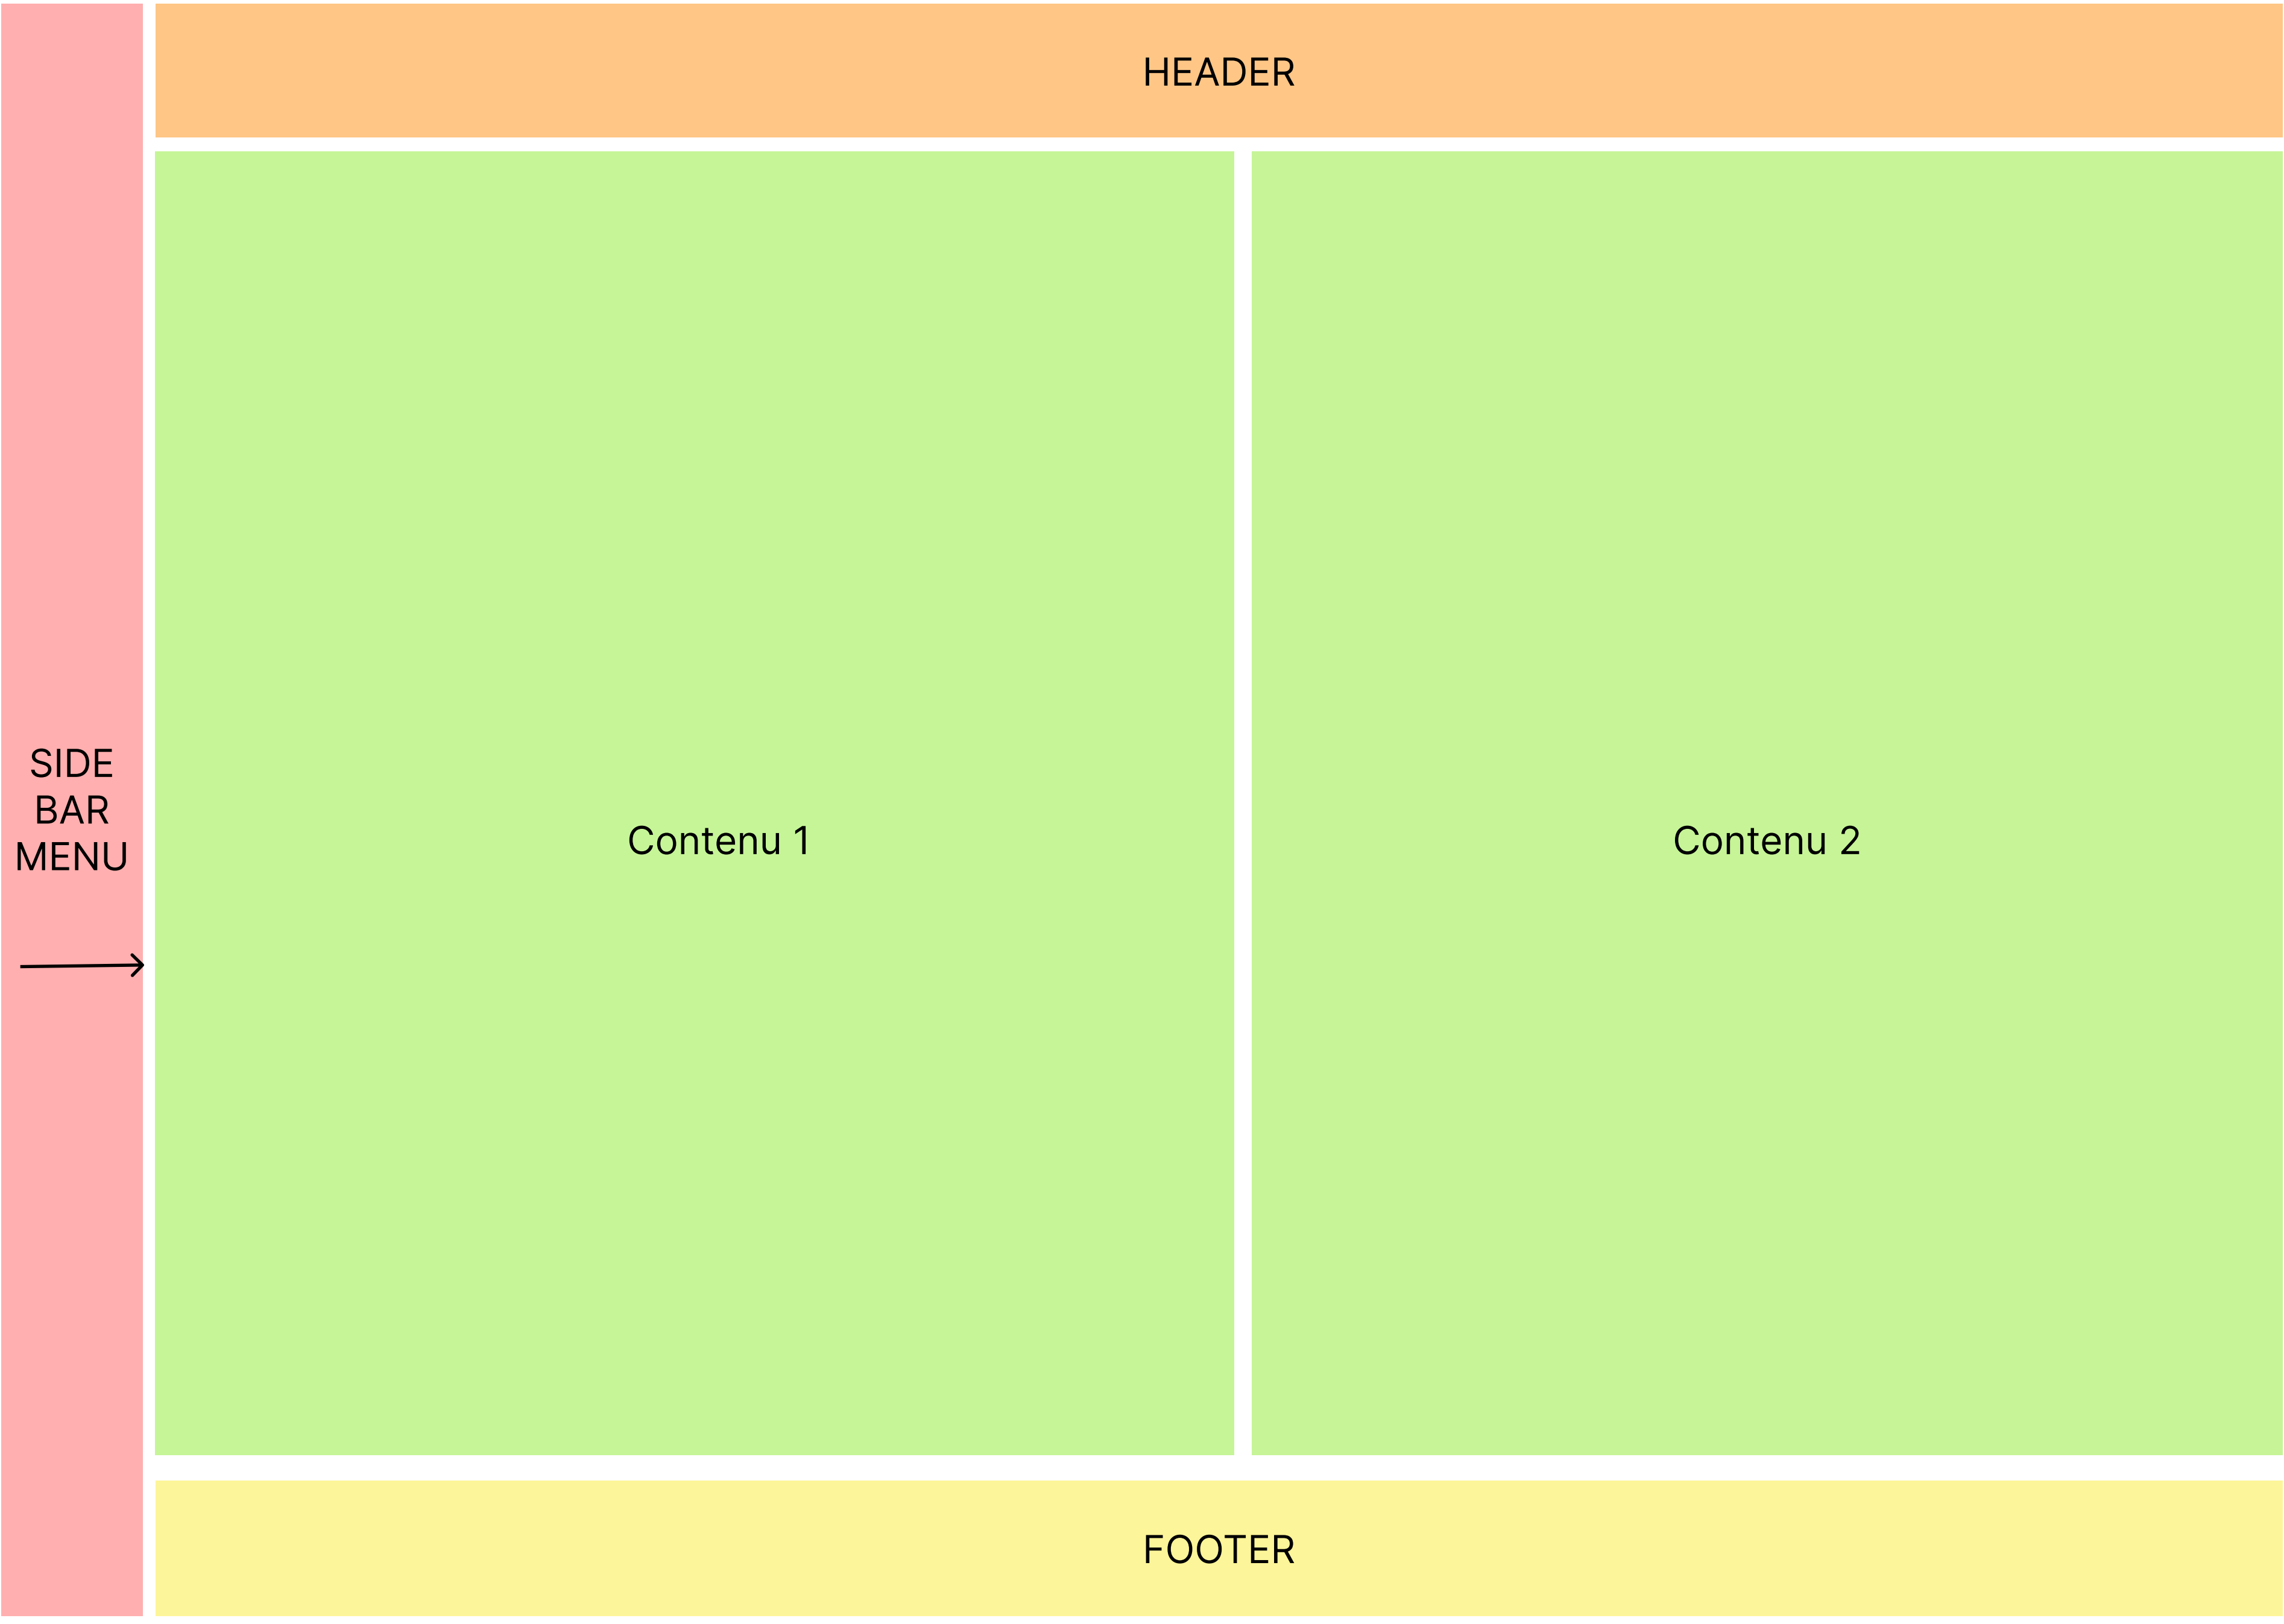 HEADER
SIDE
BAR
MENU
Contenu 1
Contenu 2
FOOTER